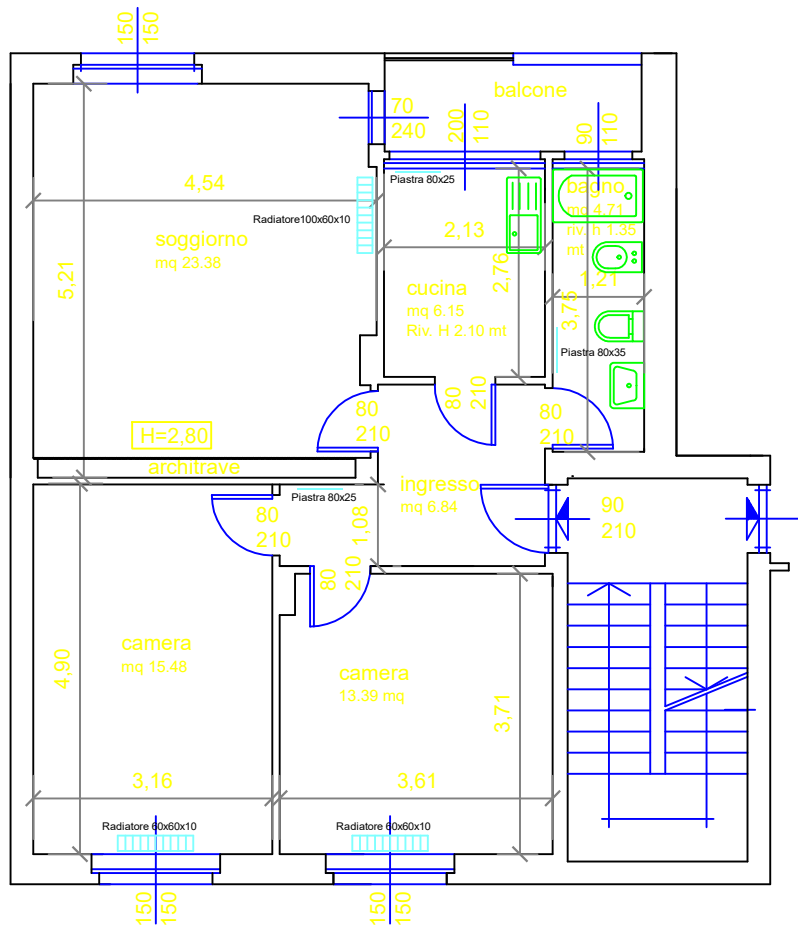 150
150
70
240
balcone
200
110
90
110
4,54
Piastra 80x25
bagno
mq 4.71
riv. h 1.35
mt
Radiatore100x60x10
2,13
soggiorno
mq 23.38
5,21
2,76
1,21
cucina
mq 6.15
Riv. H 2.10 mt
3,75
Piastra 80x35
80
210
80
210
80
210
H=2,80
architrave
ingresso
mq 6.84
Piastra 80x25
80
210
1,08
90
210
80
210
camera
mq 15.48
4,90
camera
13.39 mq
3,71
3,16
3,61
Radiatore 60x60x10
Radiatore 60x60x10
150
150
150
150